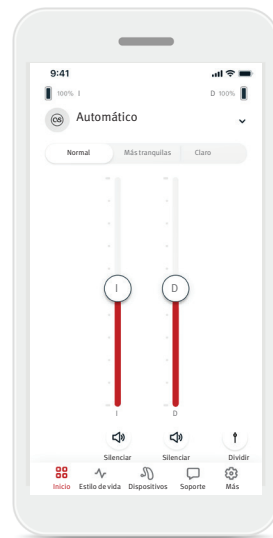 9:41
100% I
D 100%
Automático
Normal Más tranquilas Claro
I D
I D
Silenciar Silenciar Dividir
Inicio Estilo de vida Dispositivos Soporte Más